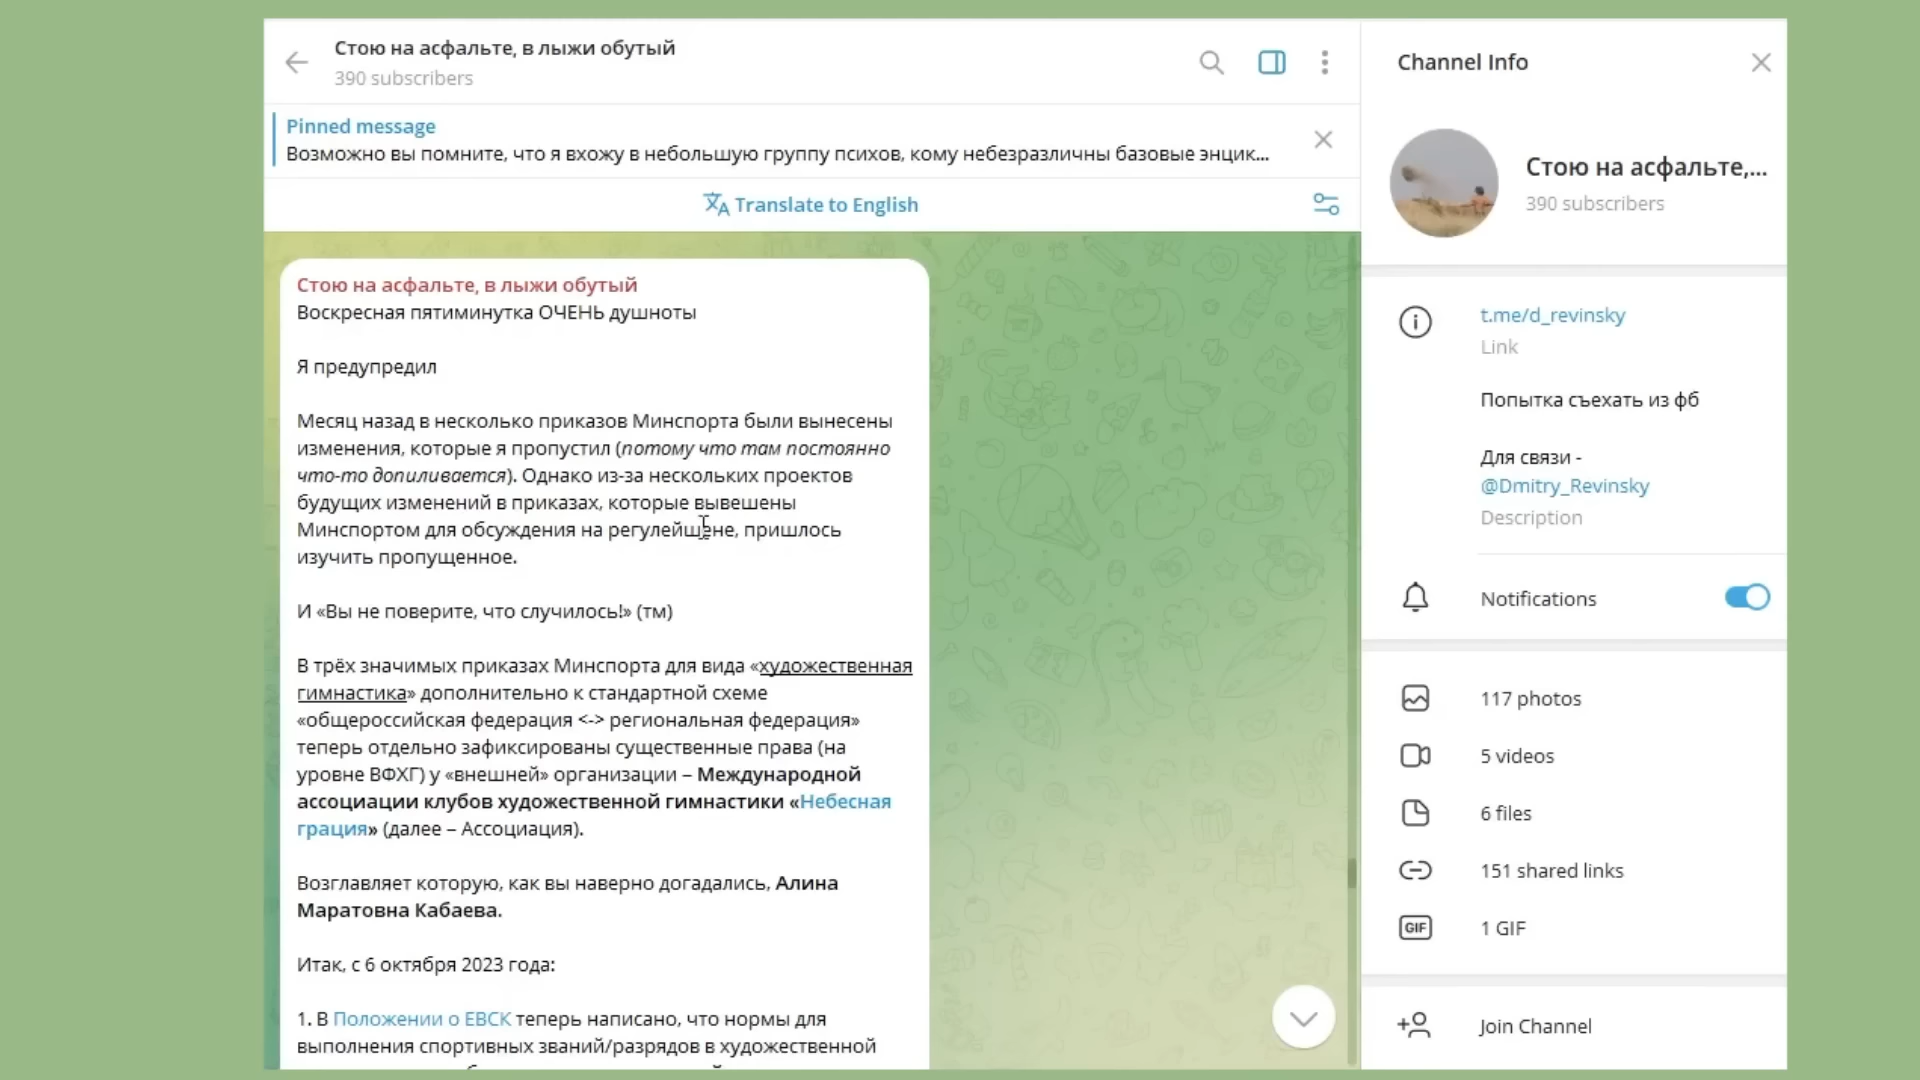 Стою на асфальте, в лыжи обутый
390 subscribers
Pinned message
Возможно вы помните, что я вхожу в небольшую группу психов, кому небезразличны базовые энцик...
Translate to English
Стою на асфальте, в лыжи обутый
Воскресная пятиминутка ОЧЕНЬ душноты
Я предупредил
Месяц назад в несколько приказов Минспорта были вынесены
изменения, которые я пропустил (потому что там постоянно
что-то допиливается). Однако из-за нескольких проектов
будущих изменений в приказах, которые вывешены
Минспортом для обсуждения на регулейшене, пришлось
изучить пропущенное.
И «Вы не поверите, что случилось!» (тм)
В трёх значимых приказах Минспорта для вида «художественная
гимнастика» дополнительно к стандартной схеме
«общероссийская федерация <-> региональная федерация»
теперь отдельно зафиксированы существенные права (на
уровне ВФХГ) у «внешней» организации – Международной
ассоциации клубов художественной гимнастики «Небесная
грация» (далее – Ассоциация).
Возглавляет которую, как вы наверно догадались, Алина
Маратовна Кабаева.
Итак, с 6 октября 2023 года:
1. В Положении о ЕВСК теперь написано, что нормы для
выполнения спортивных званий/разрядов в художественной
Channel Info
Стою на асфальте,...
390 subscribers
t.me/d_revinsky
Link
Попытка съехать из фб
Для связи -
@Dmitry_Revinsky
Description
Notifications
117 photos
5 videos
6 files
151 shared links
GIF
1 GIF
Join Channel